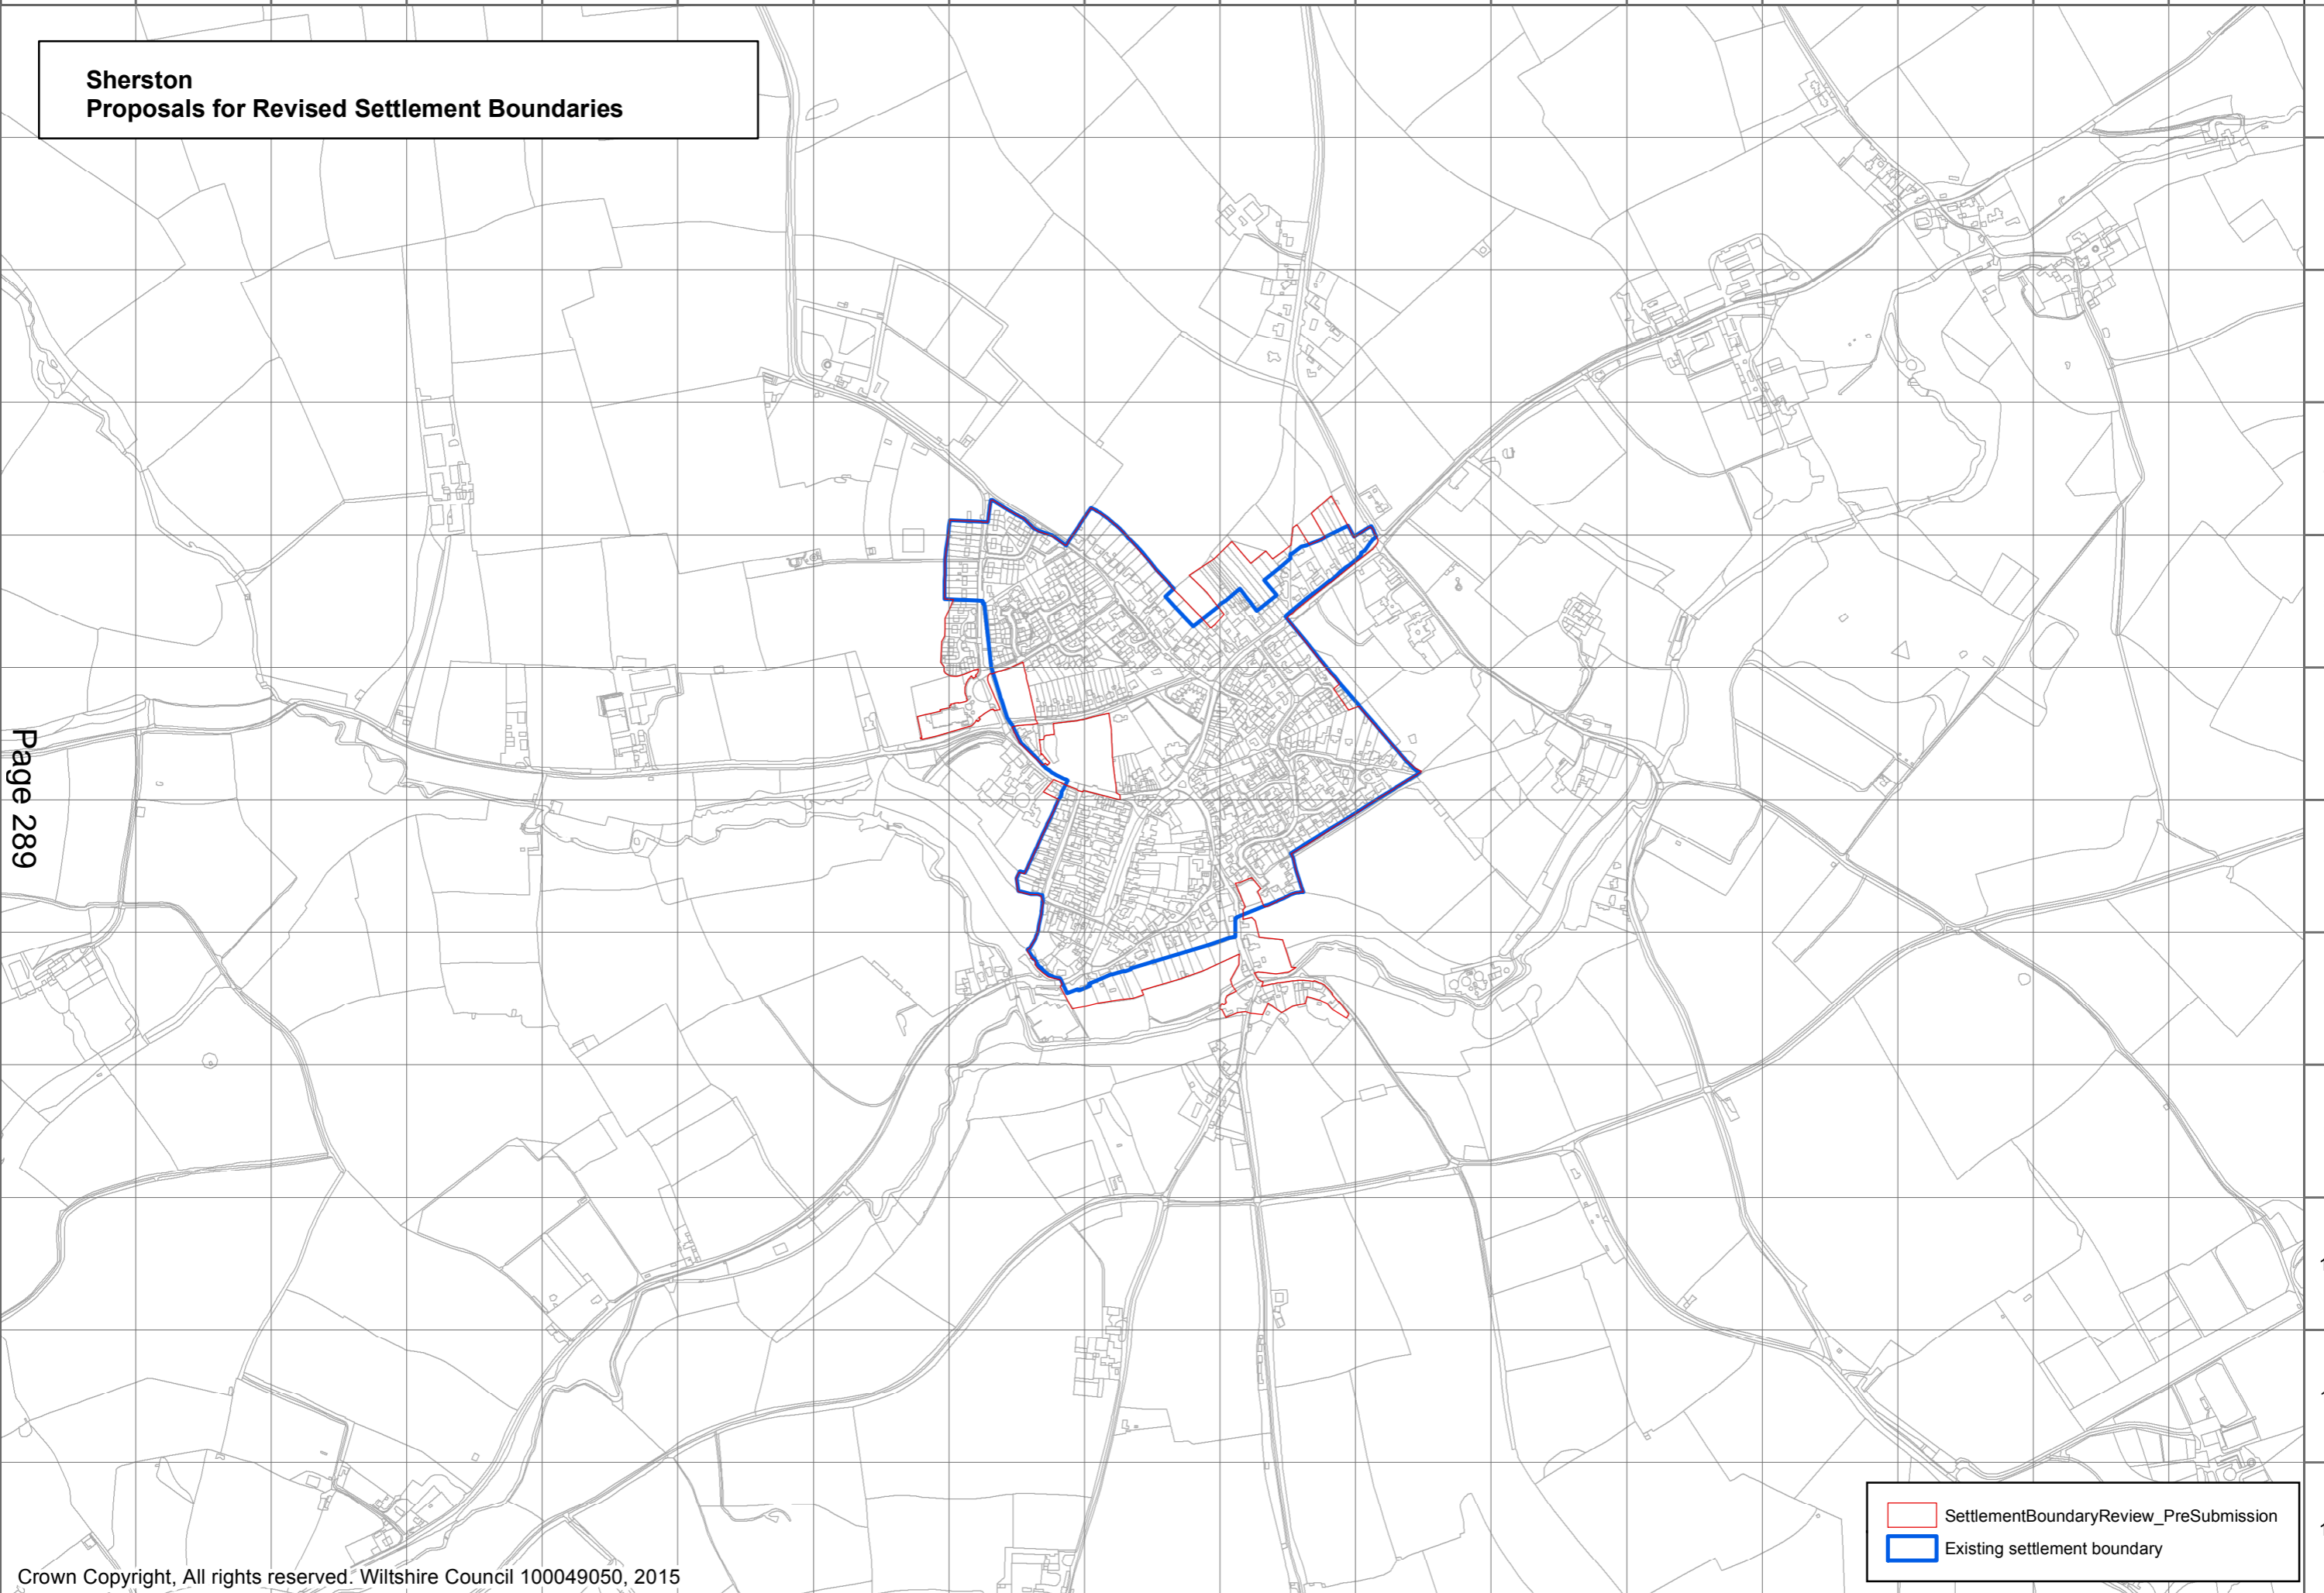 Sherston
Proposals for Revised Settlement Boundaries
Page 289
SettlementBoundaryReview_PreSubmission
Existing settlement boundary
Crown Copyright, All rights reserved. Wiltshire Council 100049050, 2015